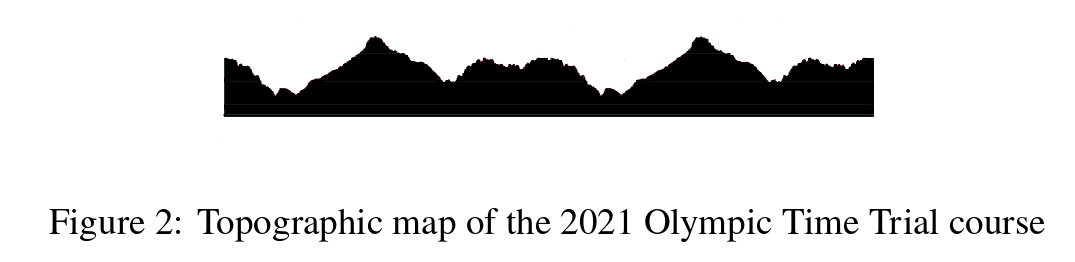 Figure 2: Topographic map of the 2021 Olympic Time Trial course